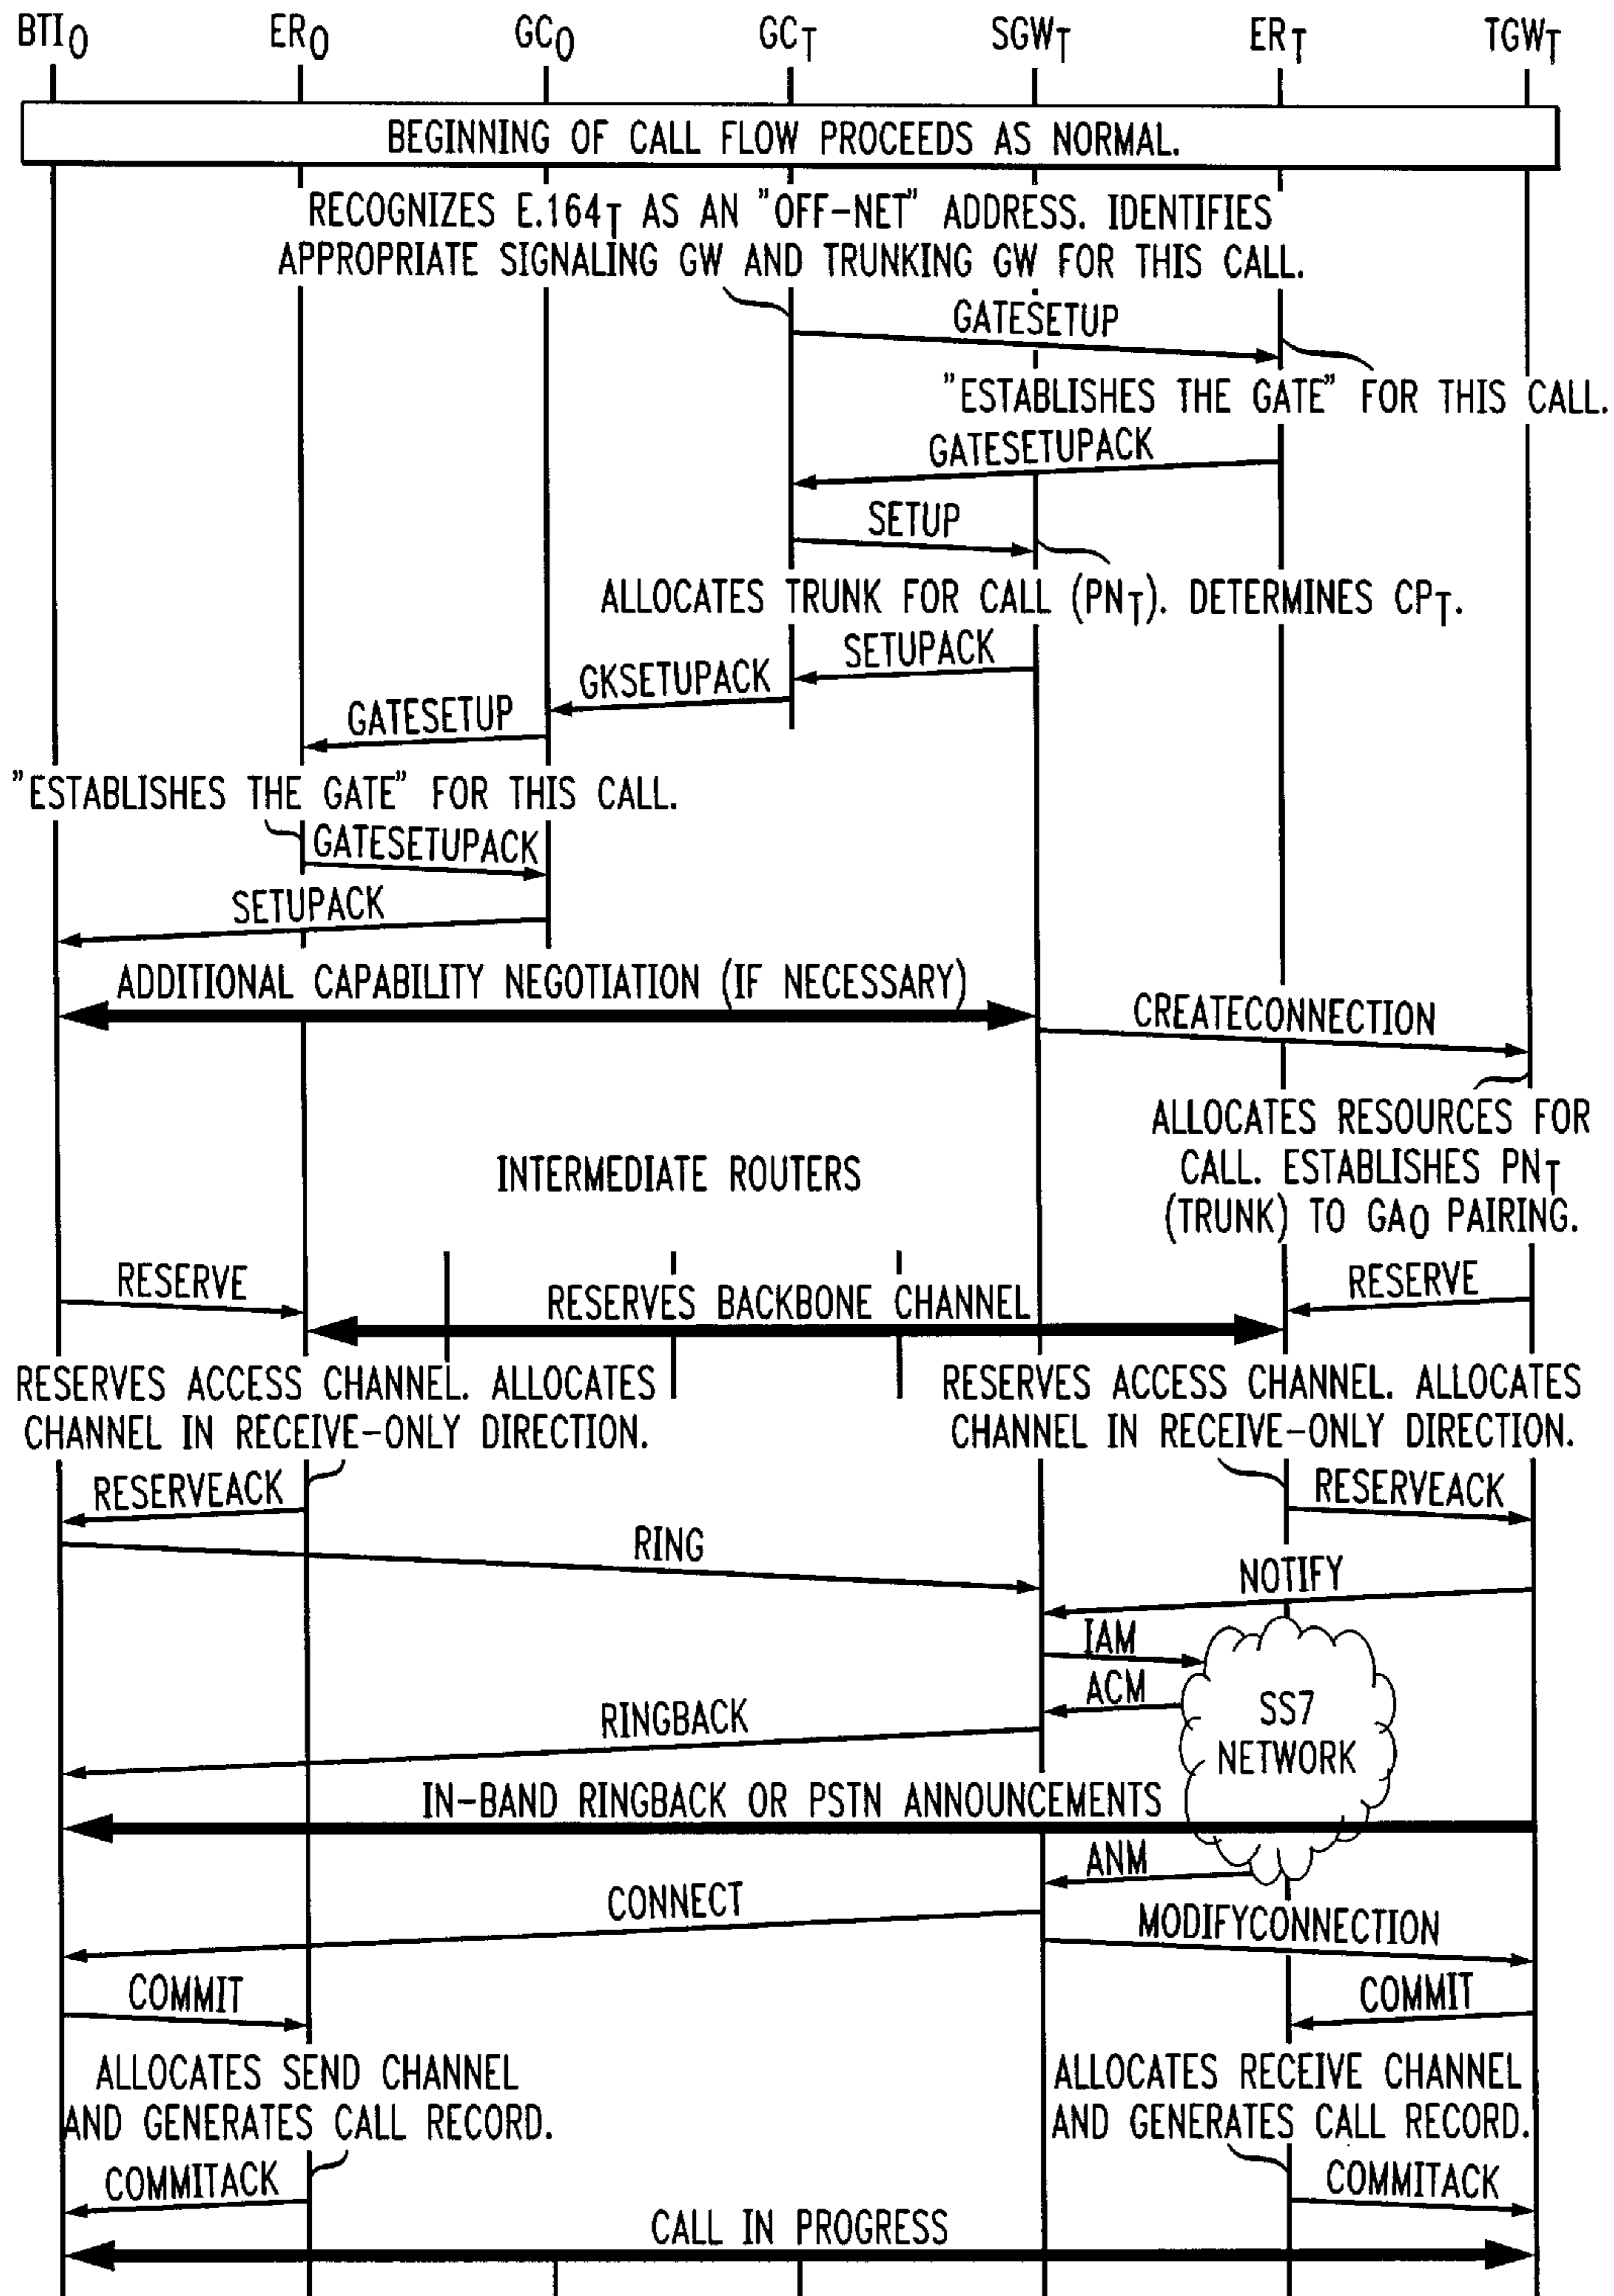 BTIO ERO GCO GCT SGWT ERT TGWT
BEGINNING OF CALL FLOW PROCEEDS AS NORMAL.
RECOGNIZES E.164T AS AN "OFF-NET" ADDRESS. IDENTIFIES
APPROPRIATE SIGNALING GW AND TRUNKING GW FOR THIS CALL.
GATESETUP
"ESTABLISHES THE GATE" FOR THIS CALL.
GATESETUPACK
SETUP
ALLOCATES TRUNK FOR CALL (PNT). DETERMINES CPT.
SETUPACK
GKSETUPACK
GATESETUP
"ESTABLISHES THE GATE" FOR THIS CALL.
GATESETUPACK
SETUPACK
ADDITIONAL CAPABILITY NEGOTIATION (IF NECESSARY)
CREATECONNECTION
ALLOCATES RESOURCES FOR
CALL. ESTABLISHES PNT
(TRUNK) TO GAO PAIRING.
INTERMEDIATE ROUTERS
RESERVE
RESERVES BACKBONE CHANNEL
RESERVE
RESERVES ACCESS CHANNEL. ALLOCATES
CHANNEL IN RECEIVE-ONLY DIRECTION.
RESERVES ACCESS CHANNEL. ALLOCATES
CHANNEL IN RECEIVE-ONLY DIRECTION.
RESERVEACK
RESERVEACK
RING
NOTIFY
IAM
ACM
SS7
NETWORK
RINGBACK
IN-BAND RINGBACK OR PSTN ANNOUNCEMENTS
ANM
CONNECT
MODIFYCONNECTION
COMMIT
COMMIT
ALLOCATES SEND CHANNEL
AND GENERATES CALL RECORD.
ALLOCATES RECEIVE CHANNEL
AND GENERATES CALL RECORD.
COMMITACK
COMMITACK
CALL IN PROGRESS